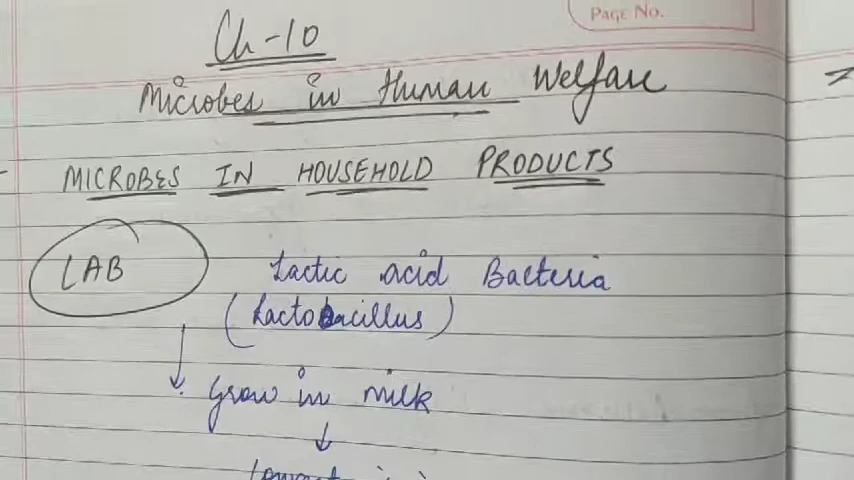 PAGE NO.
Ch-10
Microbes in Human Welfare
MICROBES IN HOUSEHOLD PRODUCTS
LAB Lactic acid Bacteria
(Lactobacillus)
Grow in milk